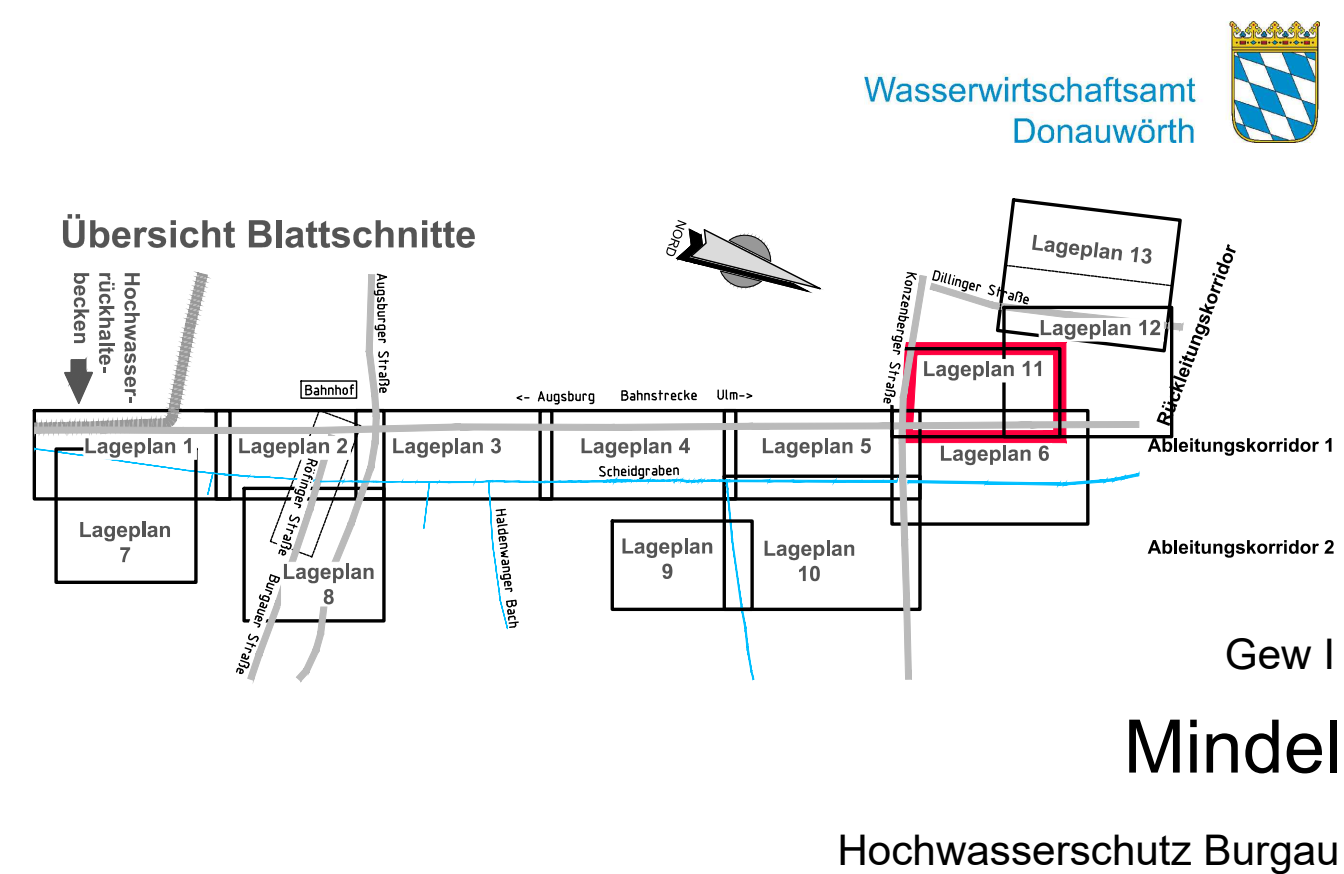 Wasserwirtschaftsamt
Donauwörth
Übersicht Blattschnitte
NORD
Hochwasser-
rückhalte-
becken
Augsburger Straße
Bahnhof
<- Augsburg Bahnstrecke Ulm->
Konzenberger Straße
Dillinger Straße
Lageplan 13
Lageplan 12
Rückleitungskorridor
Lageplan 11
Lageplan 1
Lageplan 2
Lageplan 3
Lageplan 4
Lageplan 5
Lageplan 6
Ableitungskorridor 1
Scheidgraben
Röfinger Straße
Haldenwanger Bach
Lageplan
7
Lageplan
8
Lageplan
9
Lageplan
10
Ableitungskorridor 2
Burgauer Straße
Gew I
Mindel
Hochwasserschutz Burgau